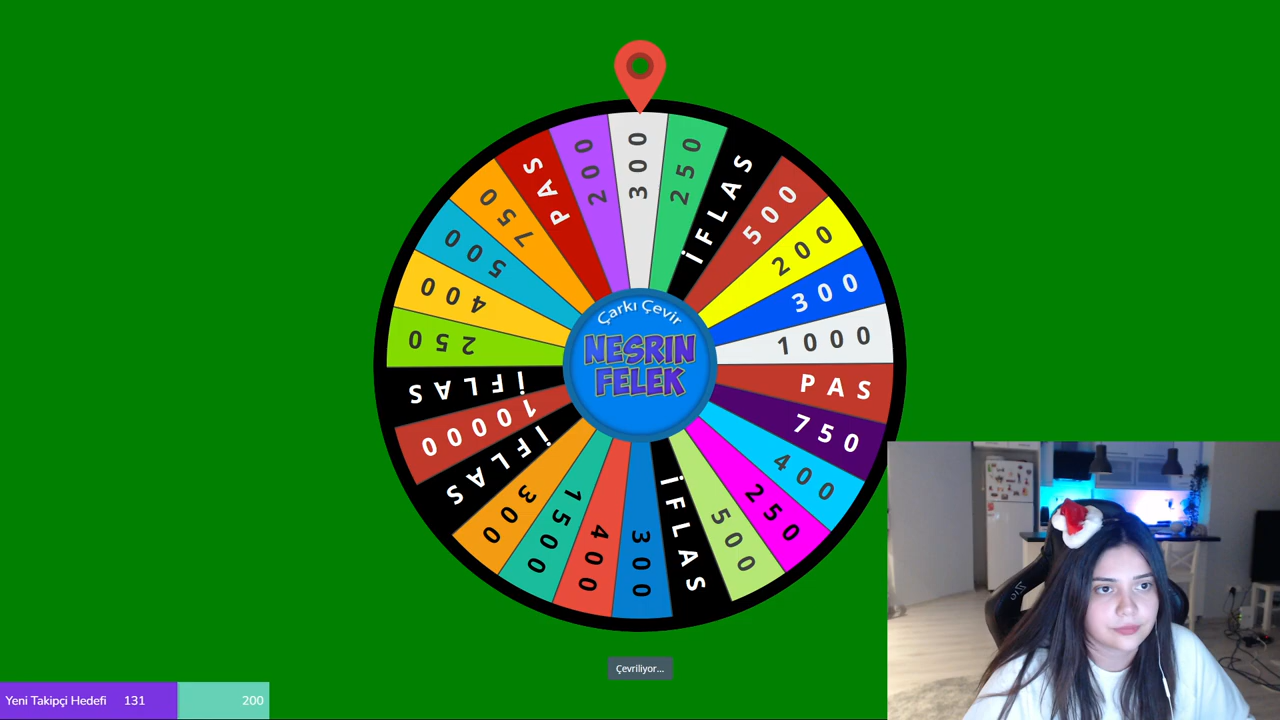 300
250
İFLAS
500
200
300
1000
PAS
750
400
250
500
İFLAS
300
400
1500
300
İFLAS
10000
İFLAS
250
400
500
750
PAS
200
Çarkı Çevir
NESRIN
FELEK
Çevriliyor...
Yeni Takipçi Hedefi 131 200